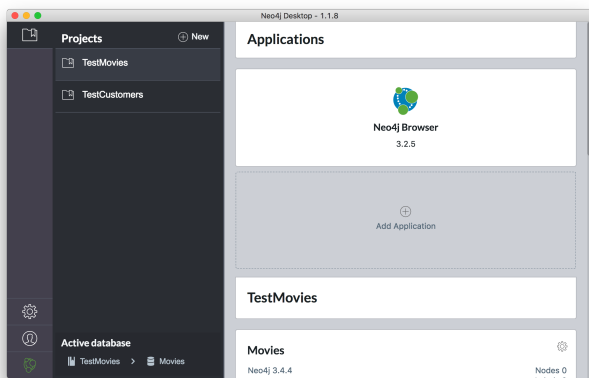 Neo4j Desktop - 1.1.8
Projects
New
TestMovies
TestCustomers
Active database
TestMovies > Movies
Applications
Neo4j Browser
3.2.5
Add Application
TestMovies
Movies
Neo4j 3.4.4
Nodes 0